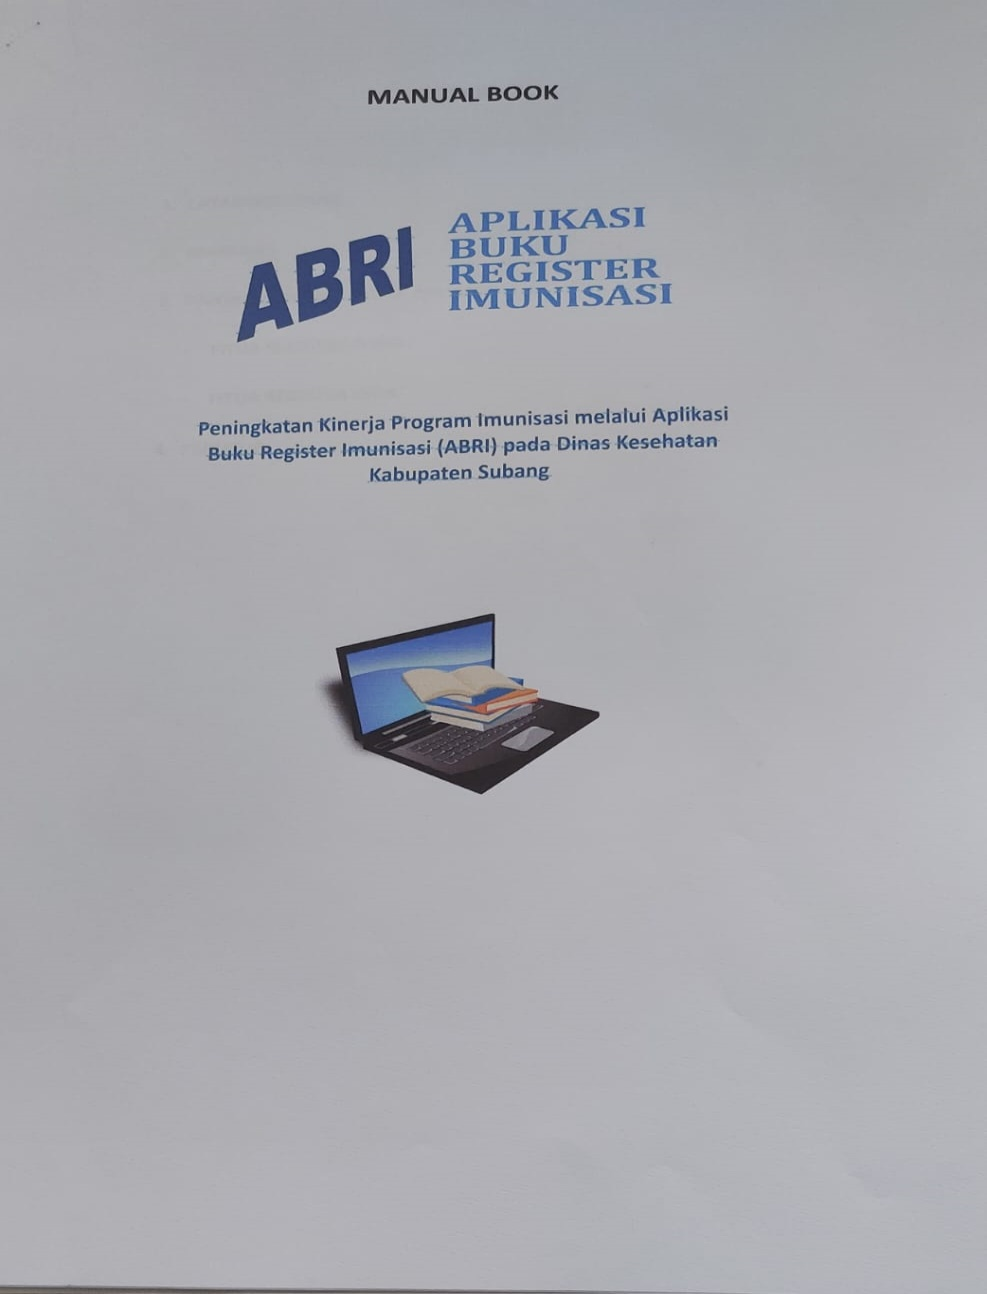 MANUAL BOOK
ABRI
APLIKASI
BUKU
REGISTER
IMUNISASI
Peningkatan Kinerja Program Imunisasi melalui Aplikasi
Buku Register Imunisasi (ABRI) pada Dinas Kesehatan
Kabupaten Subang